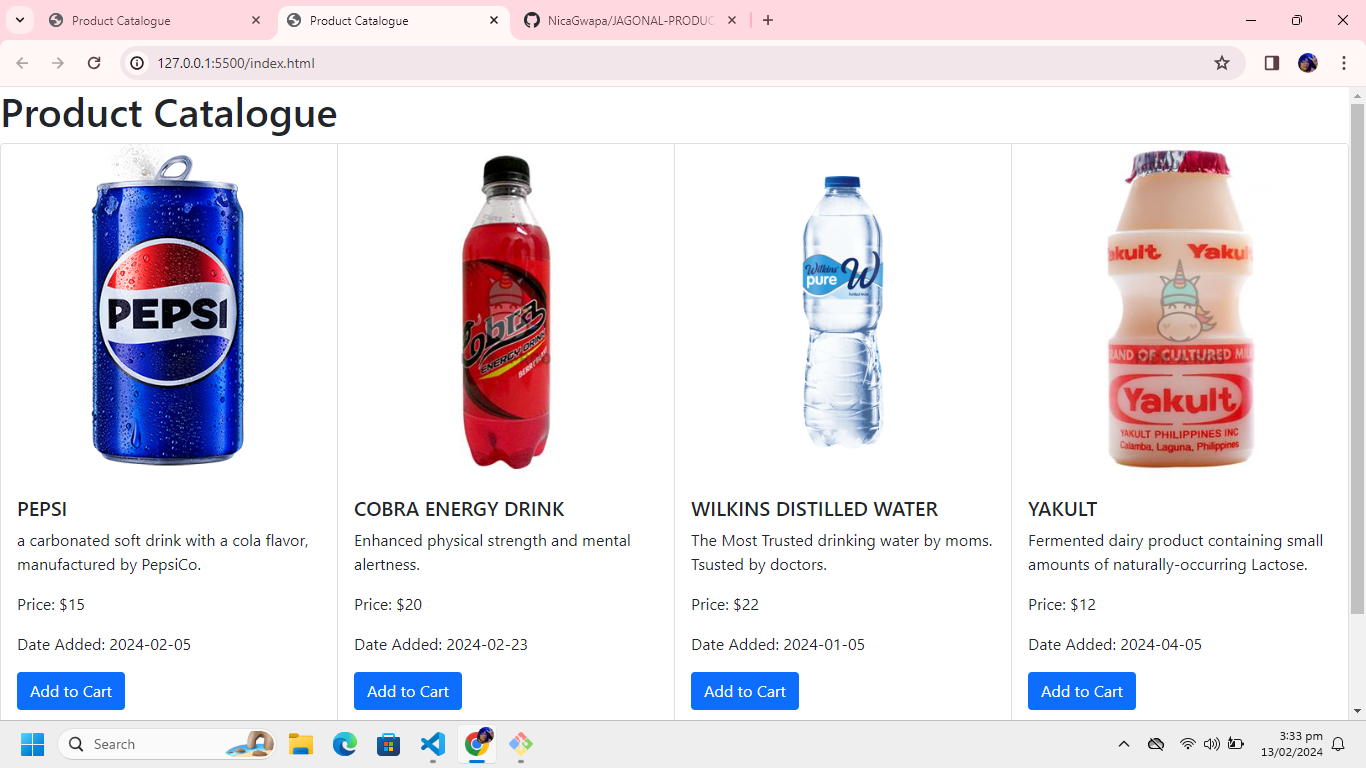 Product Catalogue
Product Catalogue
NicaGwapa/JAGONAL-PRODUC
127.0.0.1:5500/index.html
Product Catalogue
PEPSI
Cobra
ENERGY DRINK
BERRY BLAST
Wilkins
pure
W
Yakult Yakult
BRAND OF CULTURED MILK
Yakult
YAKULT PHILIPPINES INC
Calamba, Laguna, Philippines
PEPSI
a carbonated soft drink with a cola flavor,
manufactured by PepsiCo.
Price: $15
Date Added: 2024-02-05
Add to Cart
COBRA ENERGY DRINK
Enhanced physical strength and mental
alertness.
Price: $20
Date Added: 2024-02-23
Add to Cart
WILKINS DISTILLED WATER
The Most Trusted drinking water by moms.
Tsusted by doctors.
Price: $22
Date Added: 2024-01-05
Add to Cart
YAKULT
Fermented dairy product containing small
amounts of naturally-occurring Lactose.
Price: $12
Date Added: 2024-04-05
Add to Cart
Search
3:33 pm
13/02/2024